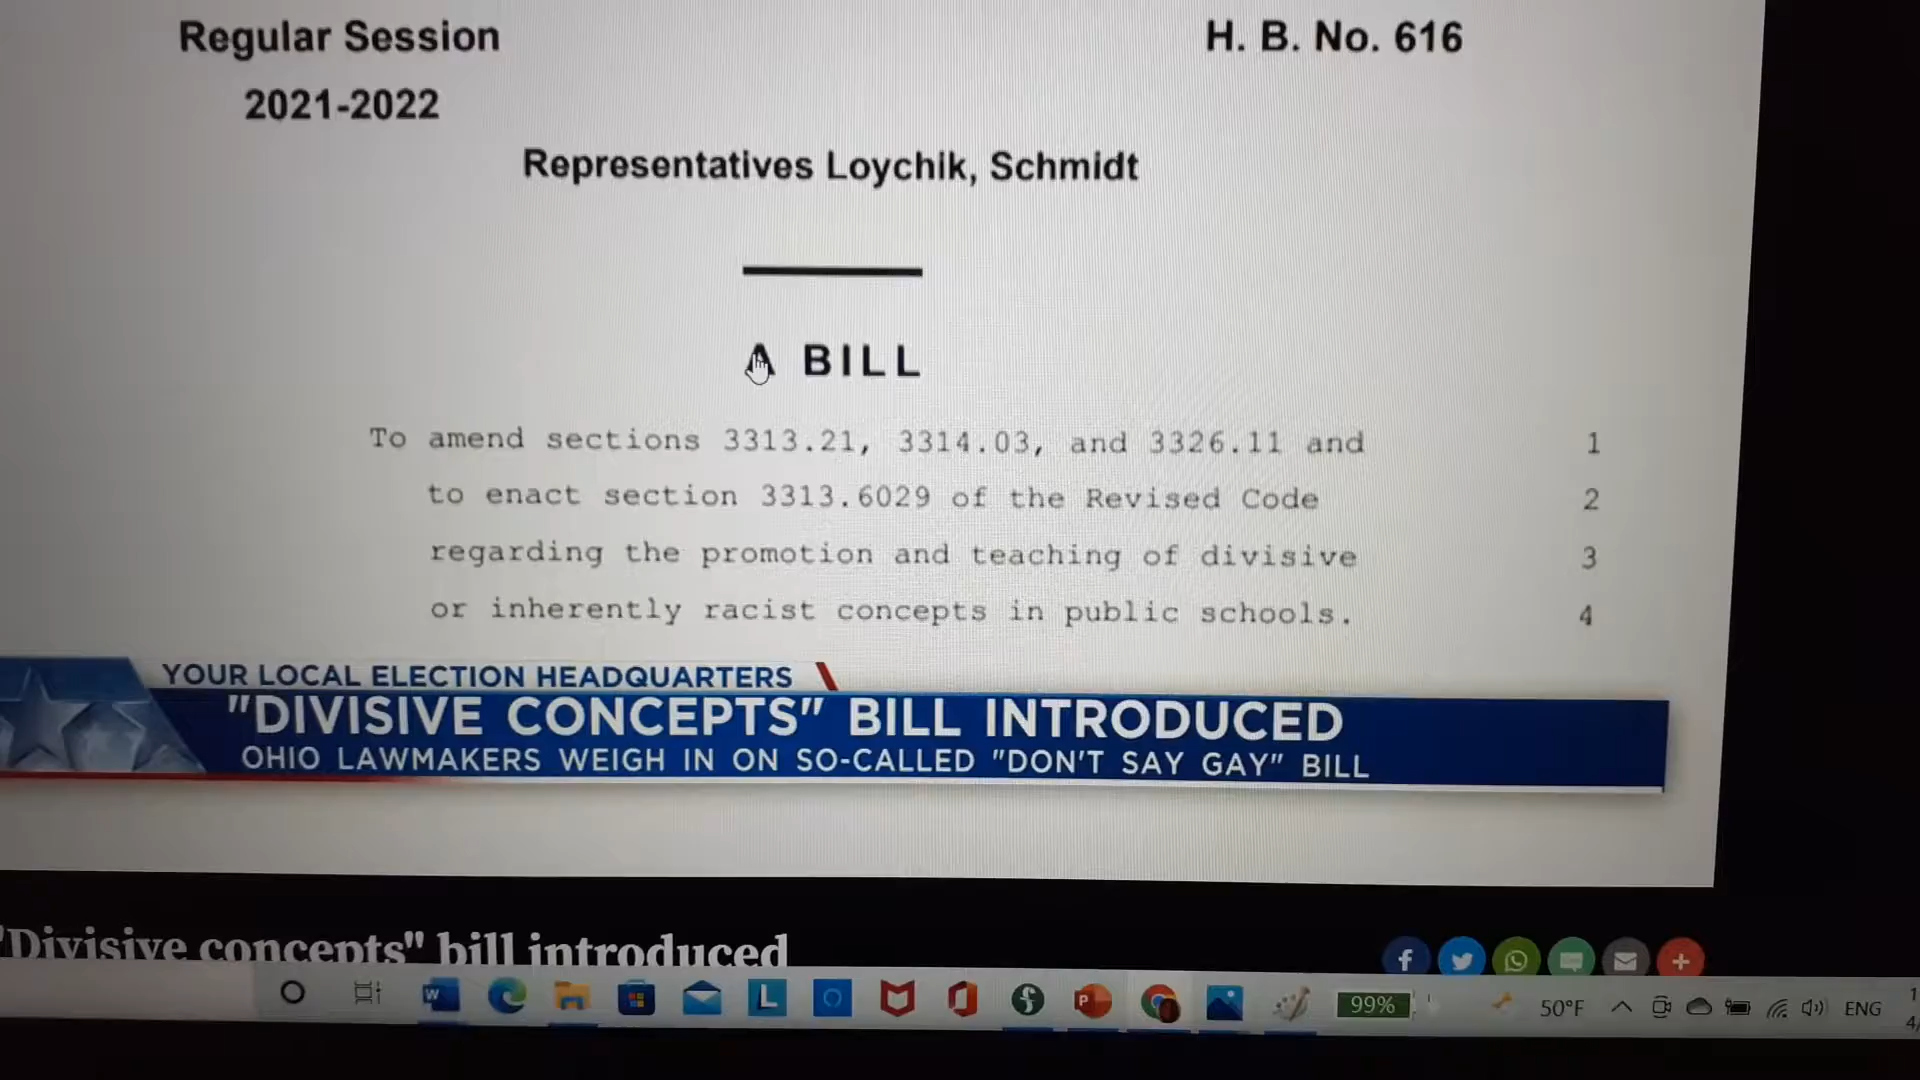 Regular Session
H. B. No. 616
2021-2022
Representatives Loychik, Schmidt
A BILL
To amend sections 3313.21, 3314.03, and 3326.11 and 1
to enact section 3313.6029 of the Revised Code 2
regarding the promotion and teaching of divisive 3
or inherently racist concepts in public schools. 4
YOUR LOCAL ELECTION HEADQUARTERS
"DIVISIVE CONCEPTS" BILL INTRODUCED
OHIO LAWMAKERS WEIGH IN ON SO-CALLED "DON'T SAY GAY" BILL
"Divisive concepts" bill introduced
99%
50°F
ENG